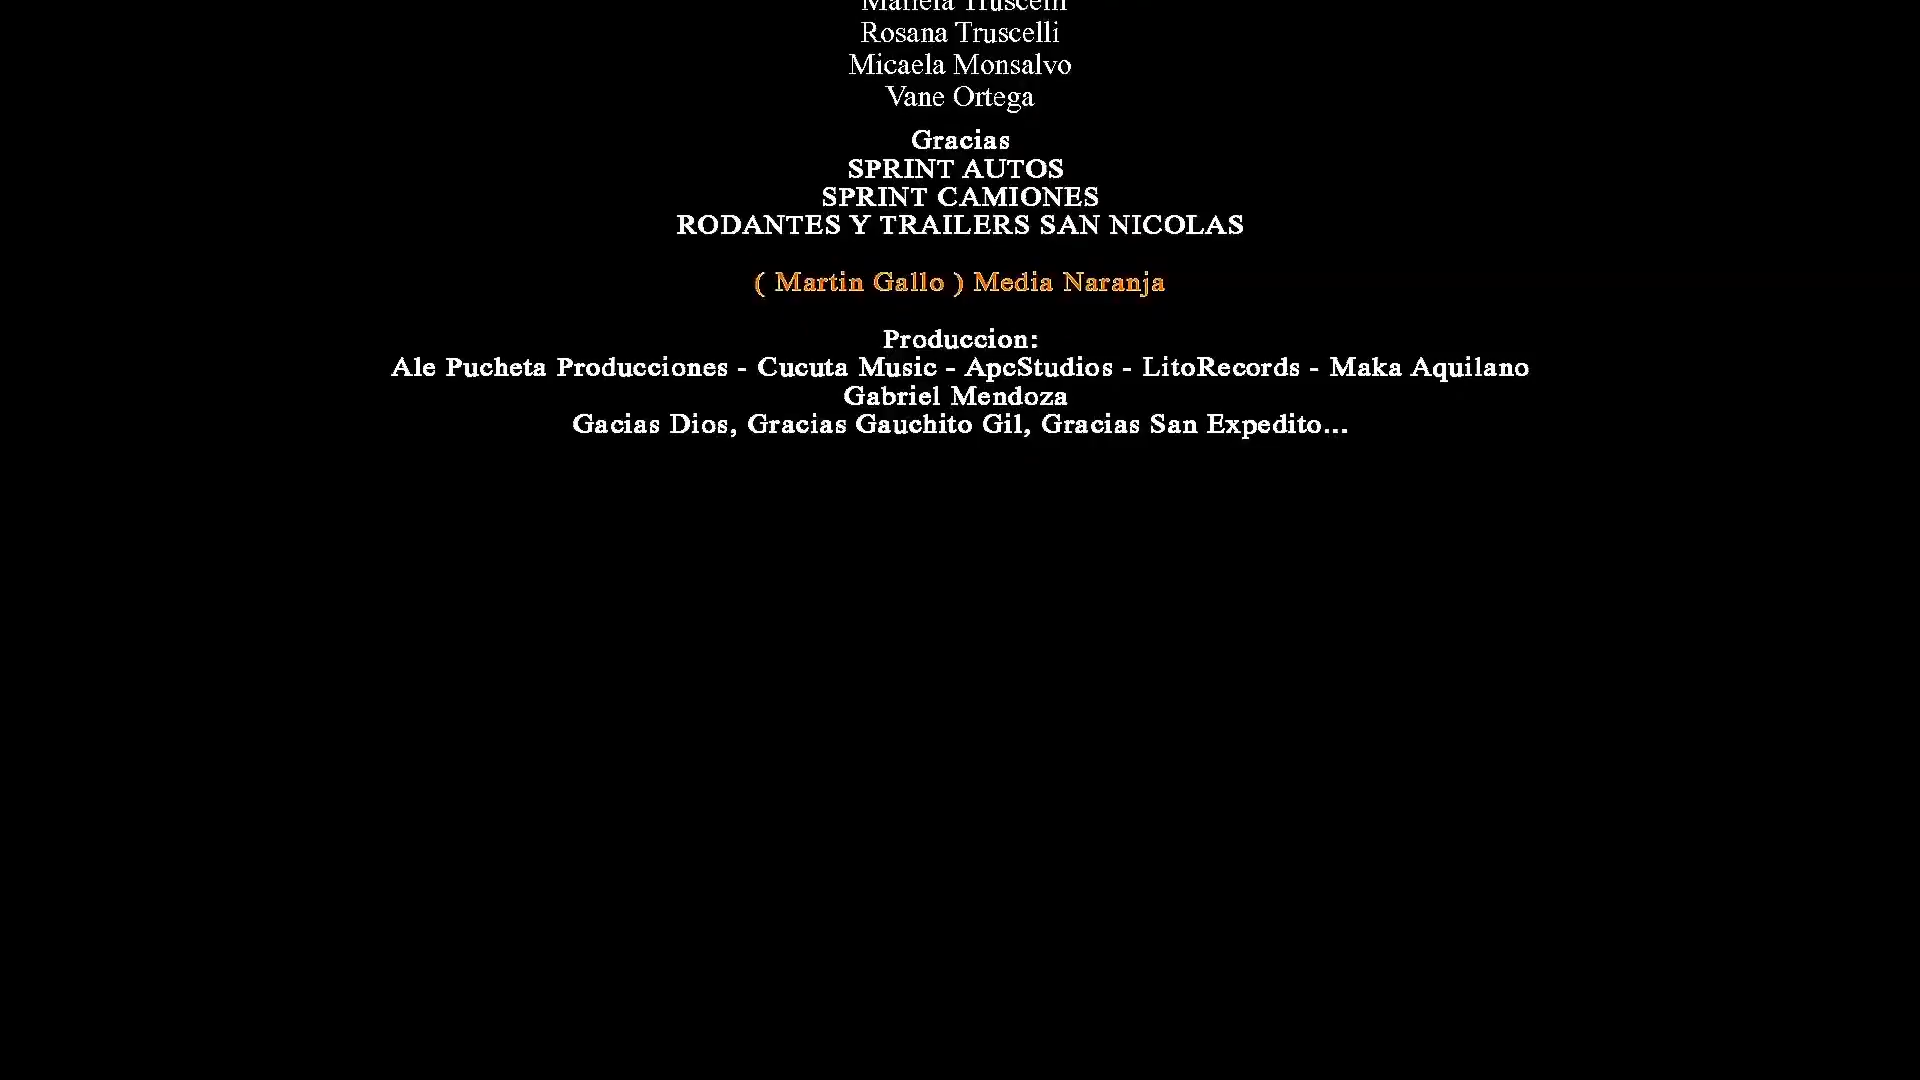 Truscelli
Rosana Truscelli
Micaela Monsalvo
Vane Ortega
Gracias
SPRINT AUTOS
SPRINT CAMIONES
RODANTES Y TRAILERS SAN NICOLAS
( Martin Gallo ) Media Naranja
Produccion:
Ale Pucheta Producciones - Cucuta Music - ApcStudios - LitoRecords - Maka Aquilano
Gabriel Mendoza
Gacias Dios, Gracias Gauchito Gil, Gracias San Expedito...